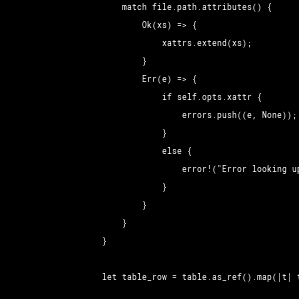 match file.path.attributes() {
Ok(xs) => {
xattrs.extend(xs);
}
Err(e) => {
if self.opts.xattr {
errors.push((e, None));
}
else {
error!("Error looking up
}
}
}
}
let table_row = table.as_ref().map(|t|